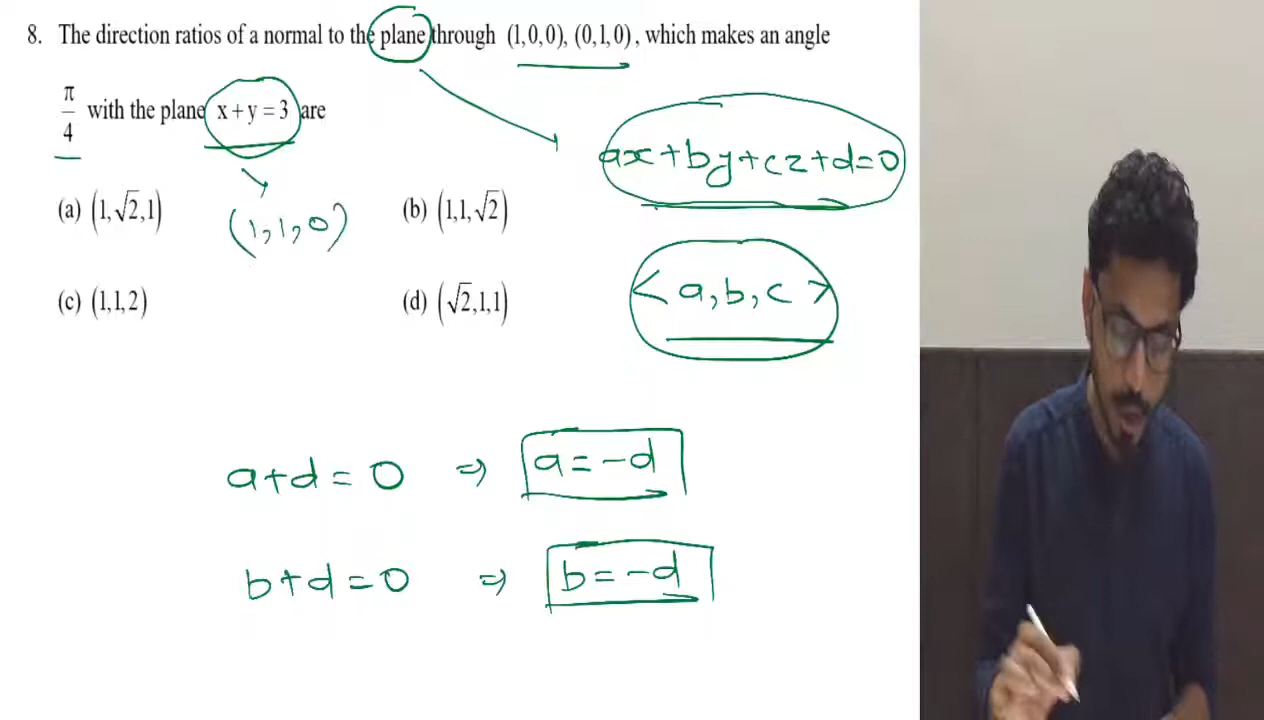 8. The direction ratios of a normal to the plane through (1,0,0), (0,1,0), which makes an angle
π/4 with the plane x+y=3 are
(a) (1,√2,1) (b) (1,1,√2)
(c) (1,1,2) (d) (√2,1,1)
(1,1,0)
ax+by+cz+d=0
<a,b,c>
a+d=0 ⇒ a=-d
b+d=0 ⇒ b=-d